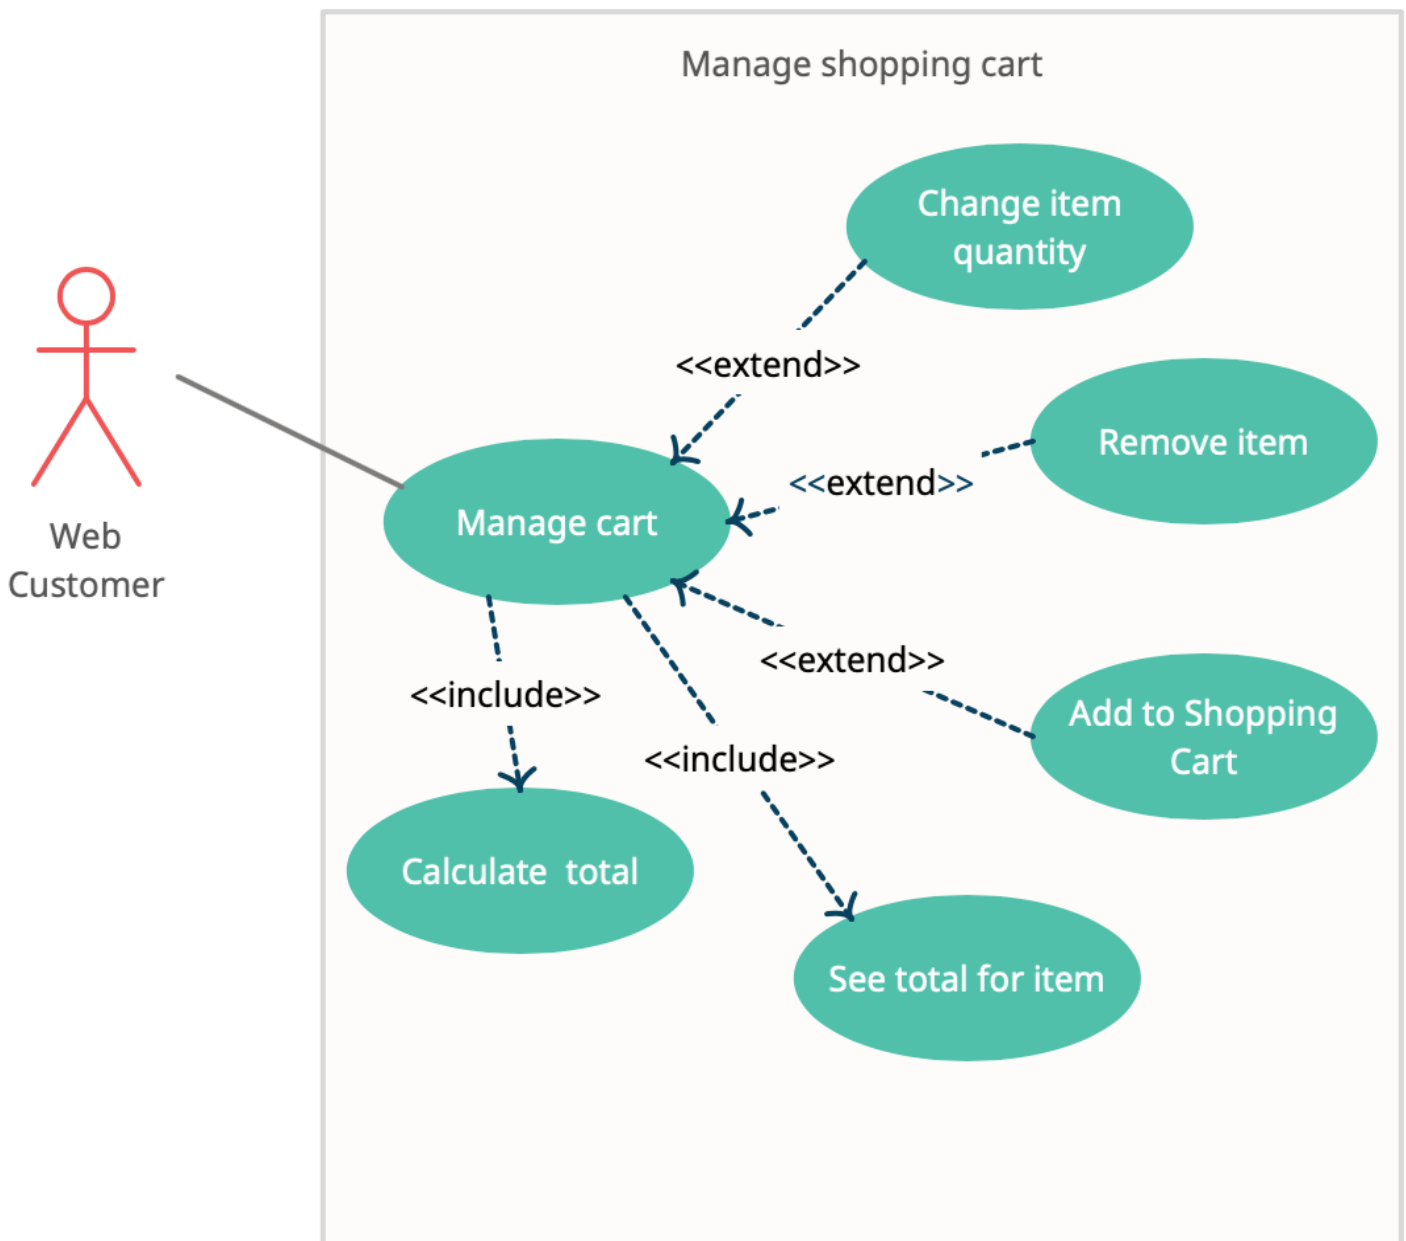 Manage shopping cart
Change item
quantity
<<extend>>
Remove item
<<extend>>
Manage cart
Web
Customer
<<extend>>
<<include>>
Add to Shopping
Cart
<<include>>
Calculate  total
See total for item